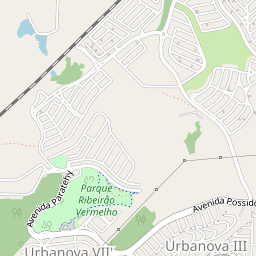 Avenida Paratehy
Parque
Ribeirão
Vermelho
Avenida Possido
Urbanova VII
Urbanova III